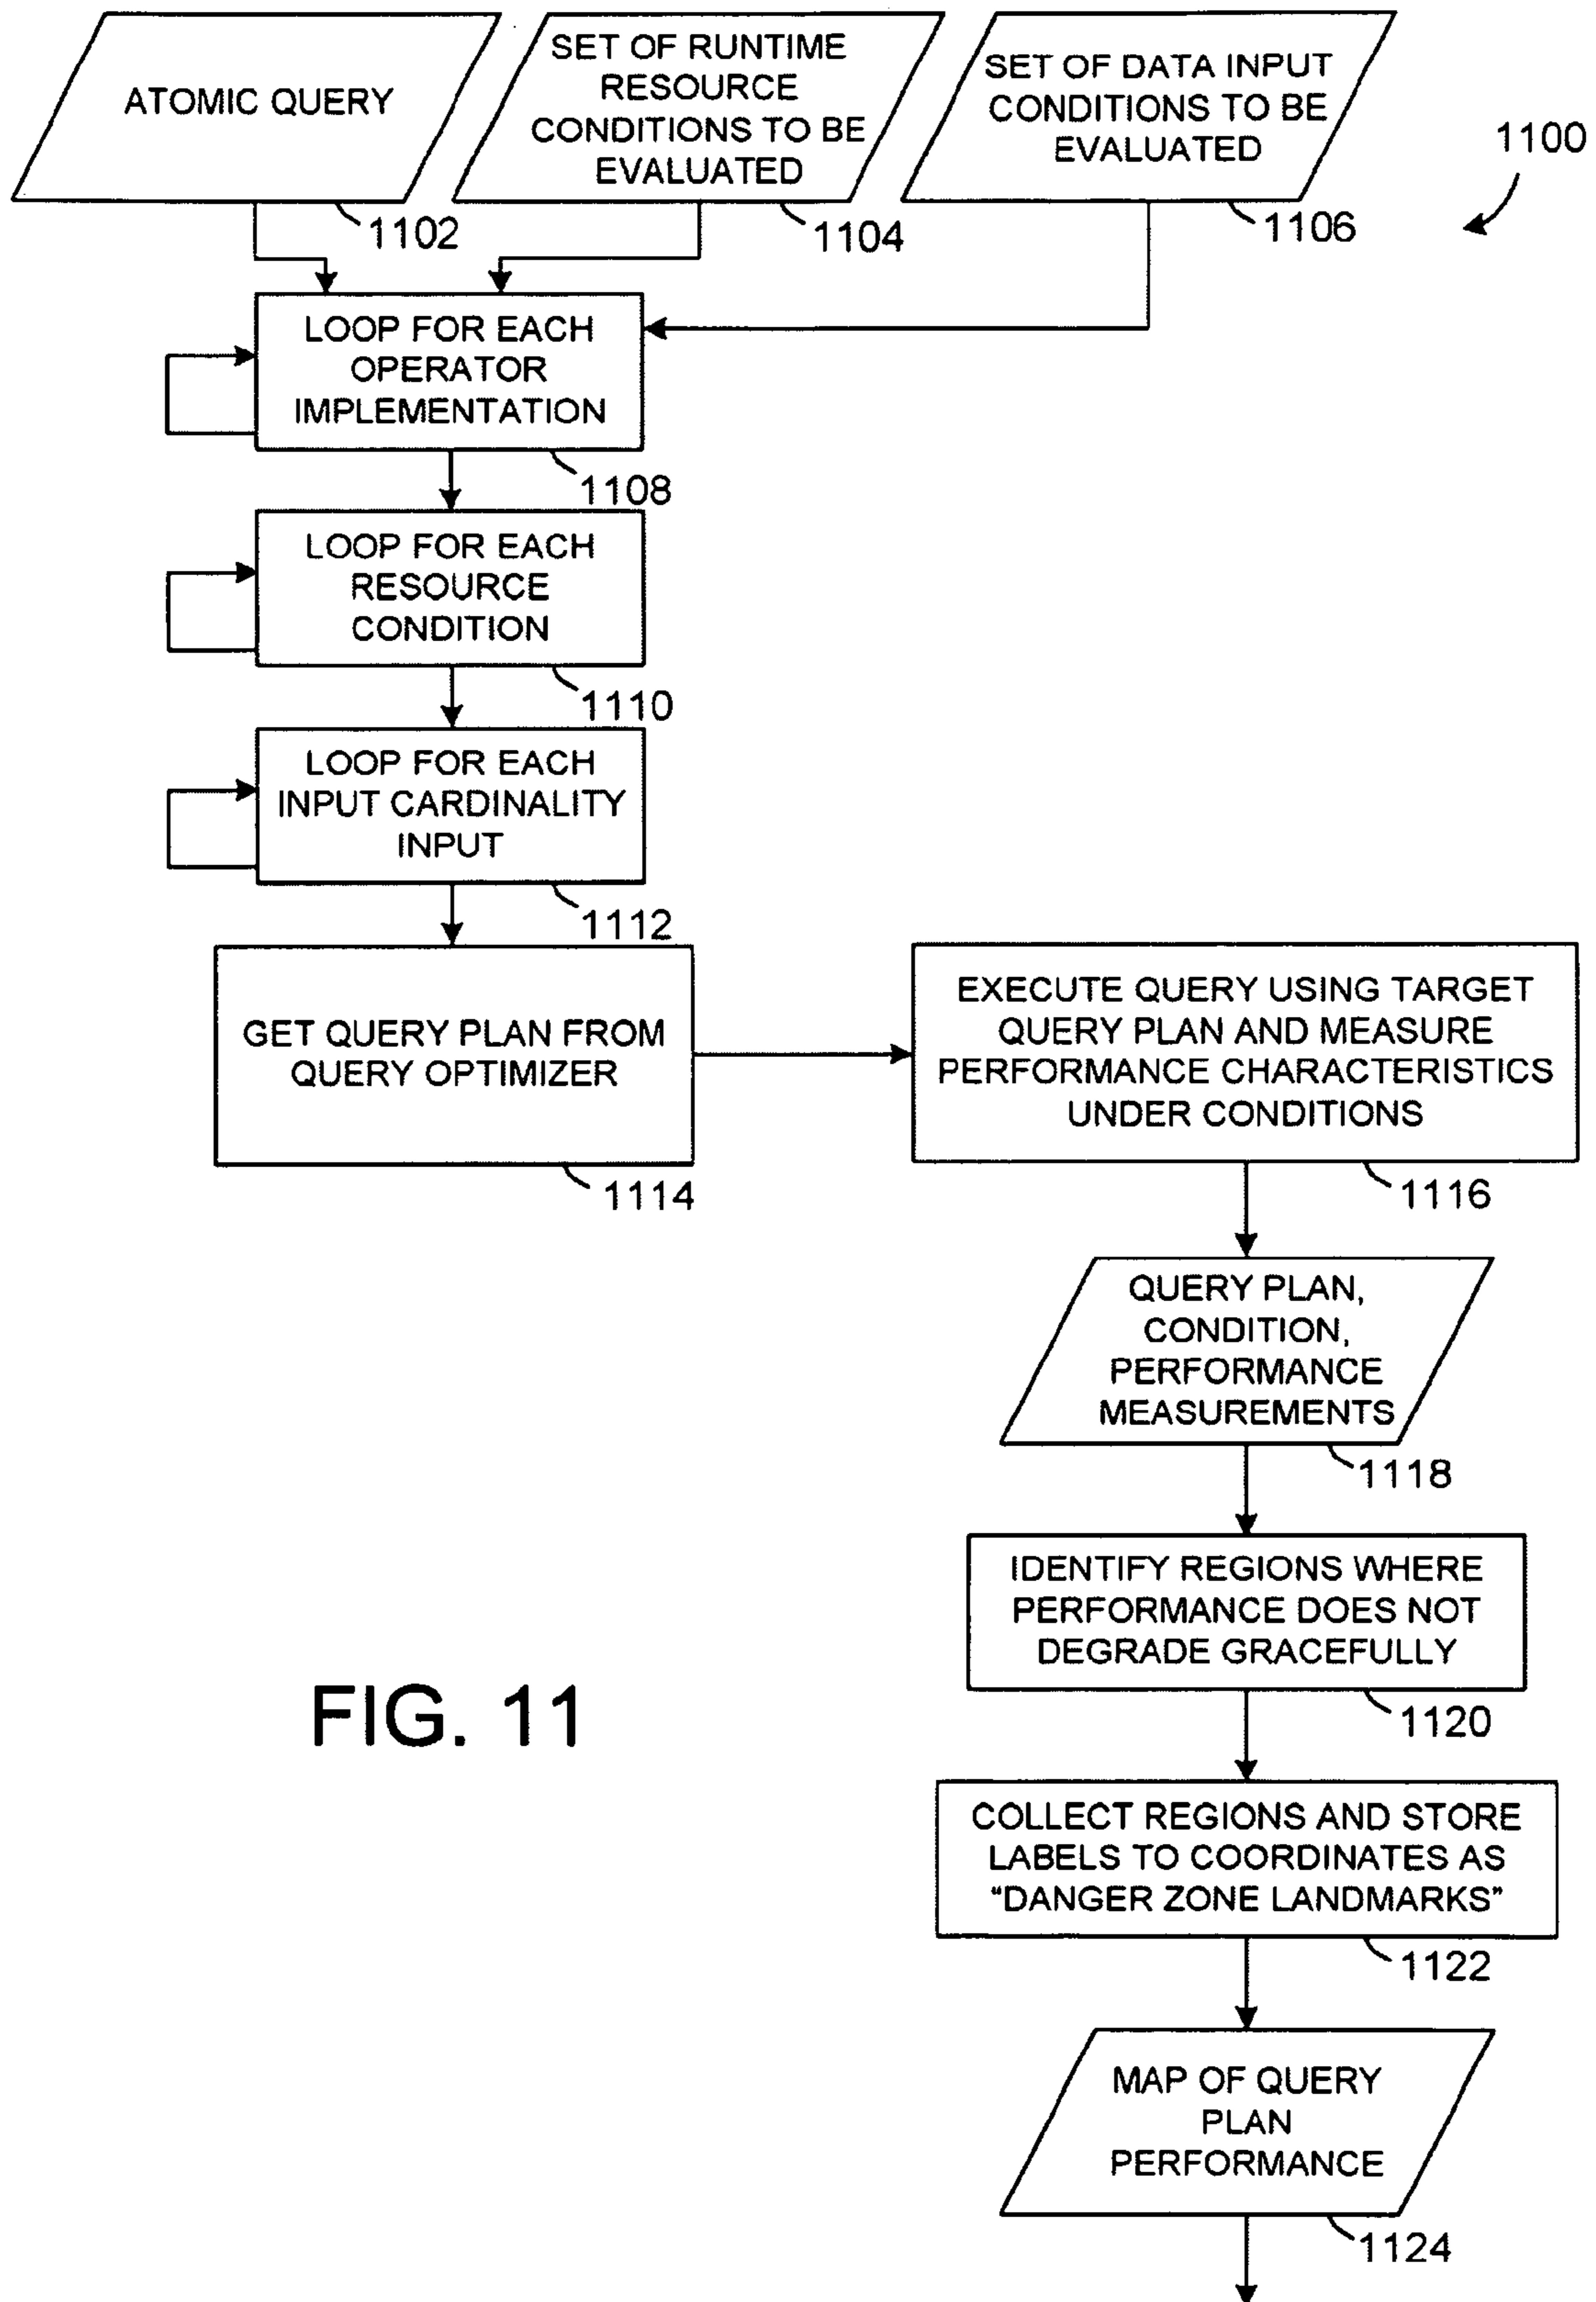 ATOMIC QUERY
1102
SET OF RUNTIME
RESOURCE
CONDITIONS TO BE
EVALUATED
1104
SET OF DATA INPUT
CONDITIONS TO BE
EVALUATED
1106
1100
LOOP FOR EACH
OPERATOR
IMPLEMENTATION
1108
LOOP FOR EACH
RESOURCE
CONDITION
1110
LOOP FOR EACH
INPUT CARDINALITY
INPUT
1112
GET QUERY PLAN FROM
QUERY OPTIMIZER
1114
EXECUTE QUERY USING TARGET
QUERY PLAN AND MEASURE
PERFORMANCE CHARACTERISTICS
UNDER CONDITIONS
1116
QUERY PLAN,
CONDITION,
PERFORMANCE
MEASUREMENTS
1118
IDENTIFY REGIONS WHERE
PERFORMANCE DOES NOT
DEGRADE GRACEFULLY
1120
COLLECT REGIONS AND STORE
LABELS TO COORDINATES AS
“DANGER ZONE LANDMARKS”
1122
MAP OF QUERY
PLAN
PERFORMANCE
1124
FIG. 11